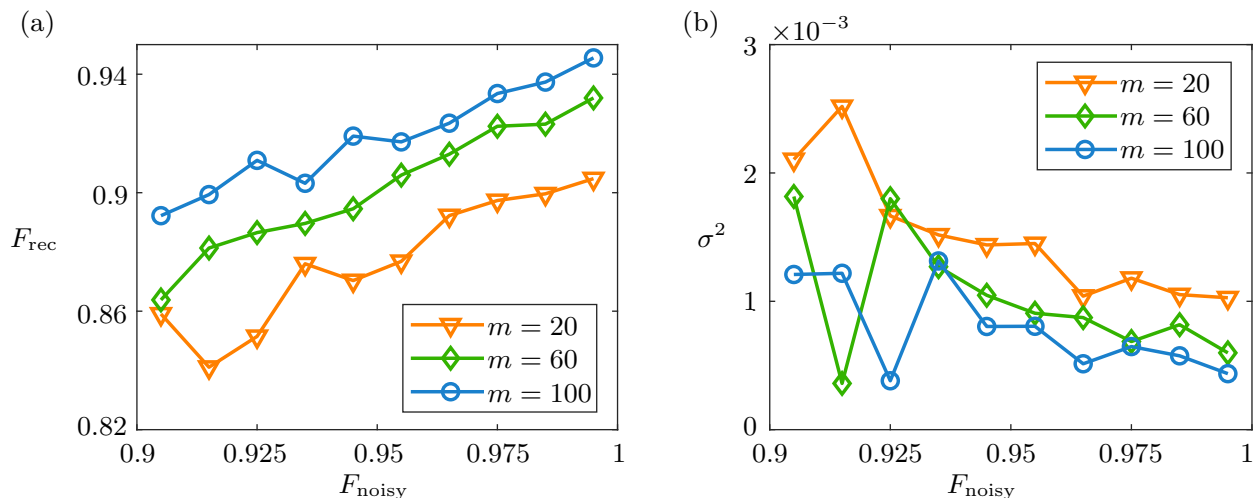 (a)
0.94
0.9
0.86
0.82
F_rec
m = 20
m = 60
m = 100
0.9 0.925 0.95 0.975 1
F_noisy
(b)
×10⁻³
3
2
1
0
σ²
m = 20
m = 60
m = 100
0.9 0.925 0.95 0.975 1
F_noisy